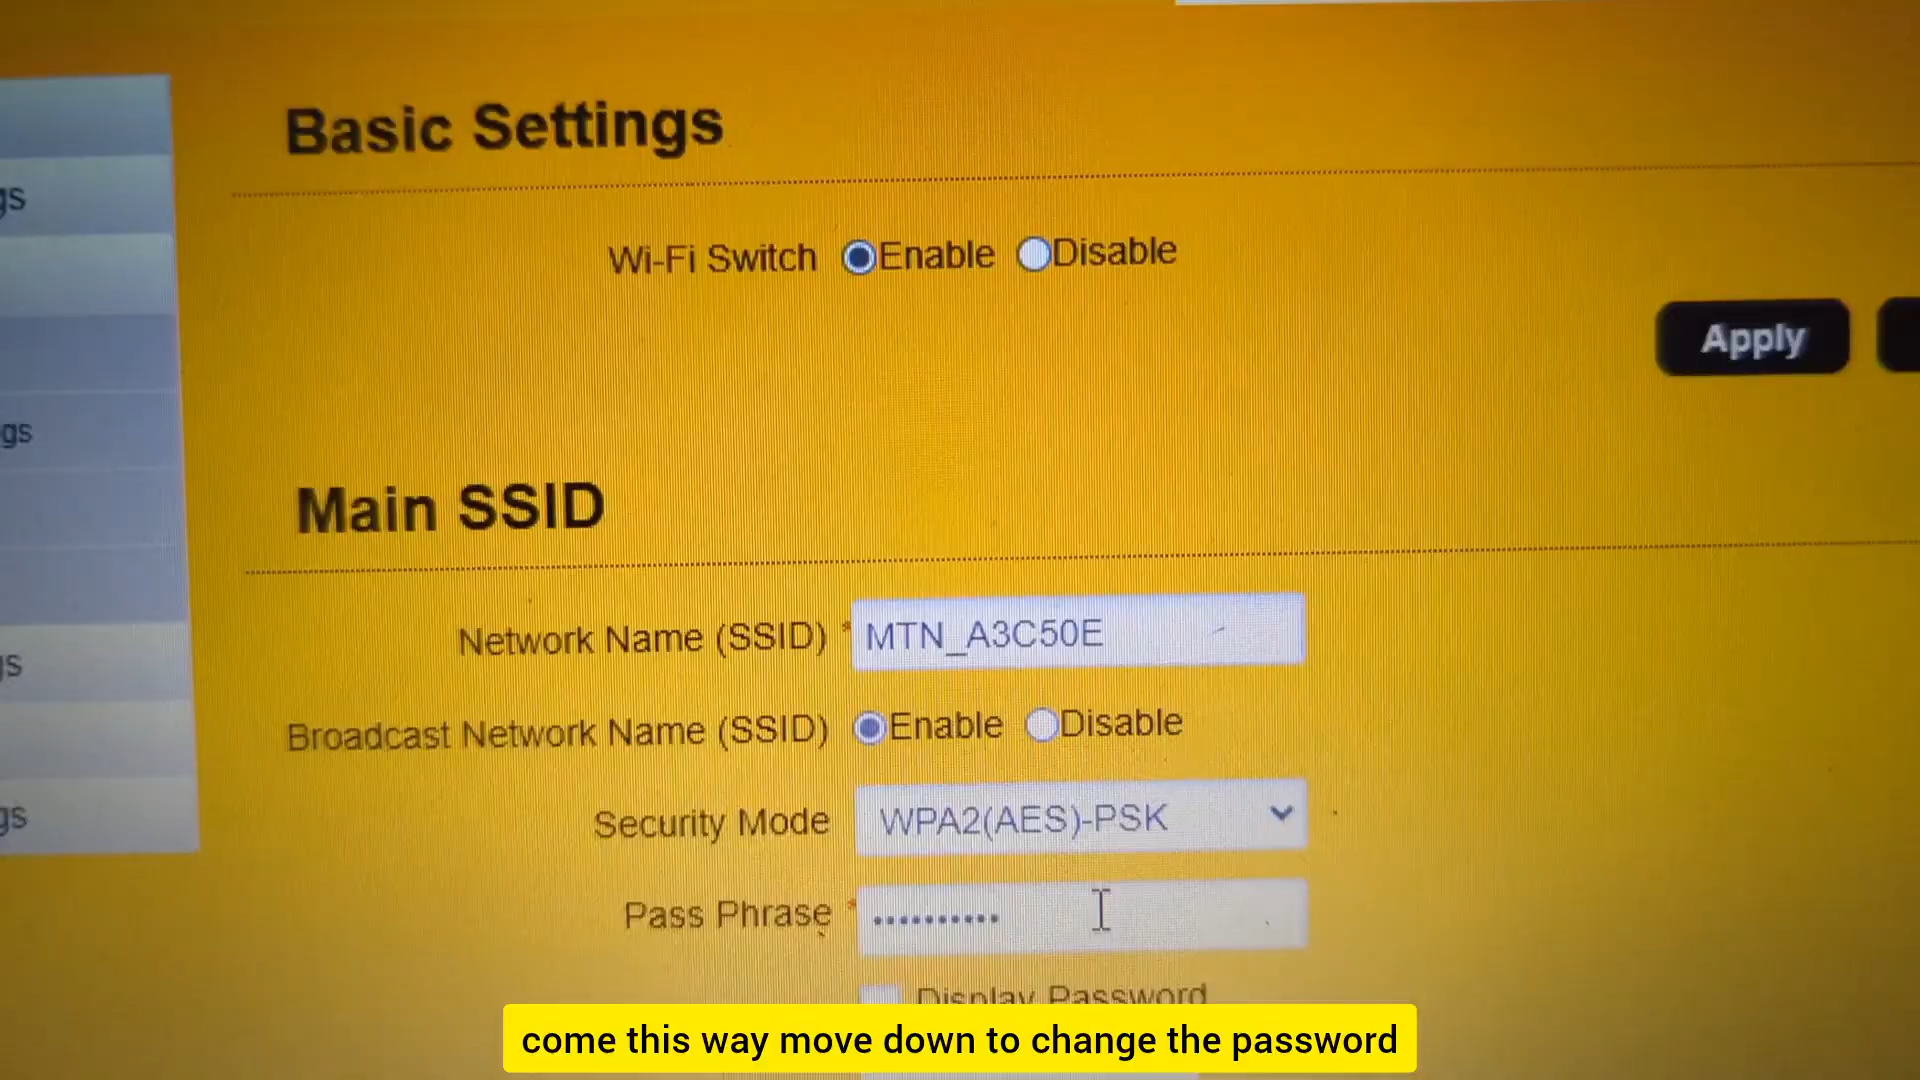 Basic Settings
gs
Wi-Fi Switch Enable Disable
Apply
gs
Main SSID
Network Name (SSID) * MTN_A3C50E
gs
Broadcast Network Name (SSID) Enable Disable
Security Mode WPA2(AES)-PSK
gs
Pass Phrase * ••••••••••
Display Password
come this way move down to change the password